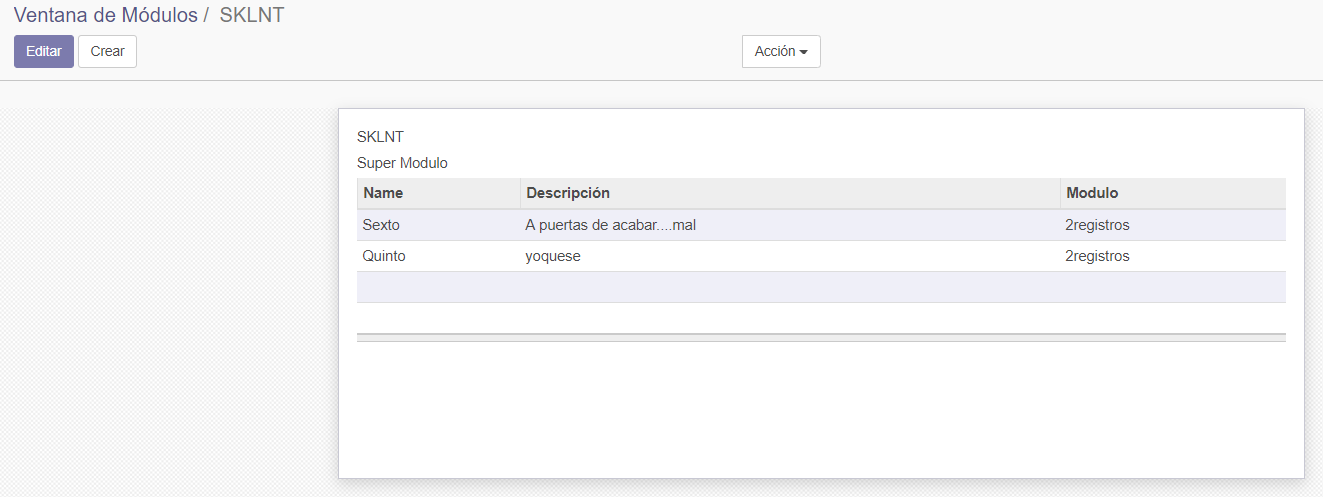 Ventana de Módulos / SKLNT
Editar Crear Acción
SKLNT
Super Modulo
Name Descripción Modulo
Sexto A puertas de acabar....mal 2registros
Quinto yoquese 2registros